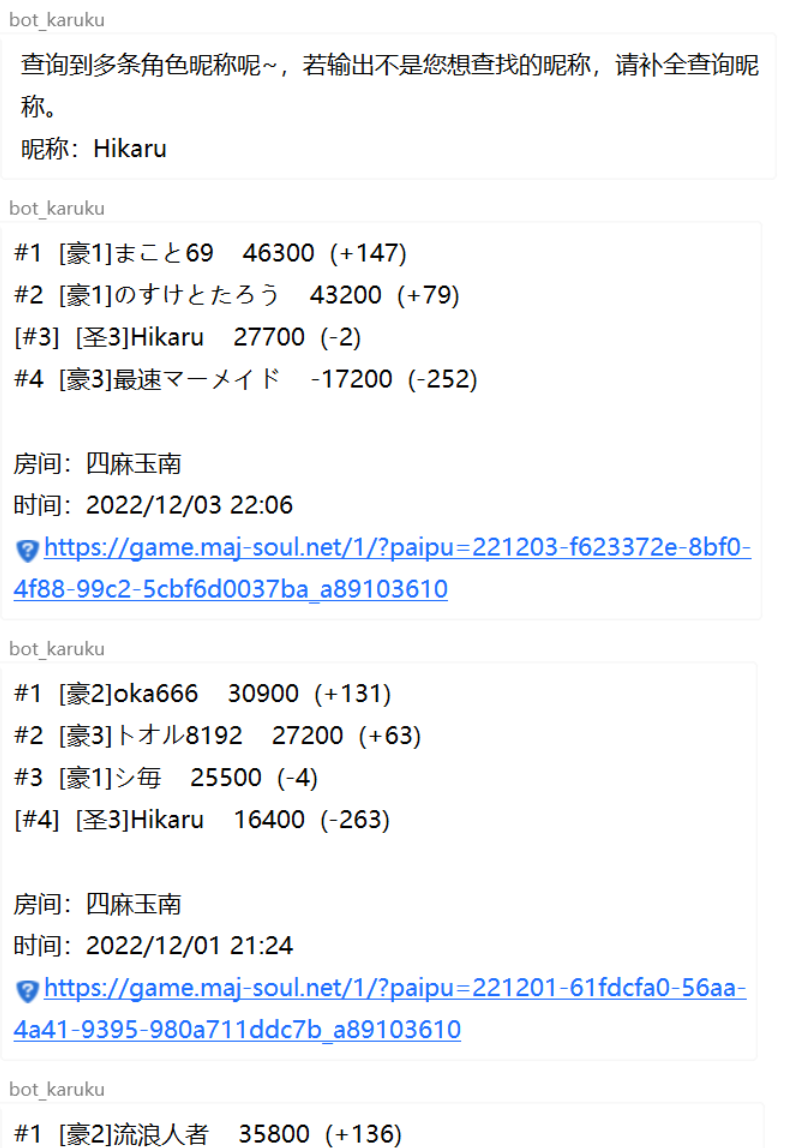 bot_karuku
查询到多条角色昵称呢~，若输出不是您想查找的昵称，请补全查询昵
称。
昵称：Hikaru
bot_karuku
#1 [豪1]まこと69 46300 (+147)
#2 [豪1]のすけとたろう 43200 (+79)
[#3] [圣3]Hikaru 27700 (-2)
#4 [豪3]最速マーメイド -17200 (-252)
房间：四麻玉南
时间：2022/12/03 22:06
https://game.maj-soul.net/1/?paipu=221203-f623372e-8bf0-
4f88-99c2-5cbf6d0037ba_a89103610
bot_karuku
#1 [豪2]oka666 30900 (+131)
#2 [豪3]トオル8192 27200 (+63)
#3 [豪1]シ毎 25500 (-4)
[#4] [圣3]Hikaru 16400 (-263)
房间：四麻玉南
时间：2022/12/01 21:24
https://game.maj-soul.net/1/?paipu=221201-61fdcfa0-56aa-
4a41-9395-980a711ddc7b_a89103610
bot_karuku
#1 [豪2]流浪人者 35800 (+136)